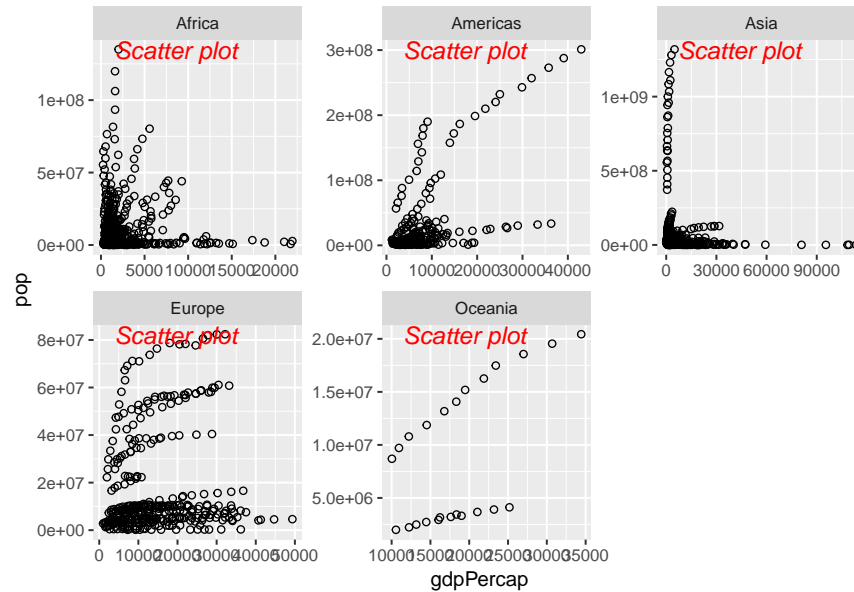 Africa
Americas
Asia
Scatter plot
Scatter plot
Scatter plot
1e+08
5e+07
0e+00
3e+08
2e+08
1e+08
0e+00
1e+09
5e+08
0e+00
0 5000 10000 15000 20000
0 10000 20000 30000 40000
0 30000 60000 90000
pop
Europe
Oceania
Scatter plot
Scatter plot
8e+07
6e+07
4e+07
2e+07
0e+00
2.0e+07
1.5e+07
1.0e+07
5.0e+06
0 10000 20000 30000 40000 50000
10000 15000 20000 25000 30000 35000
gdpPercap